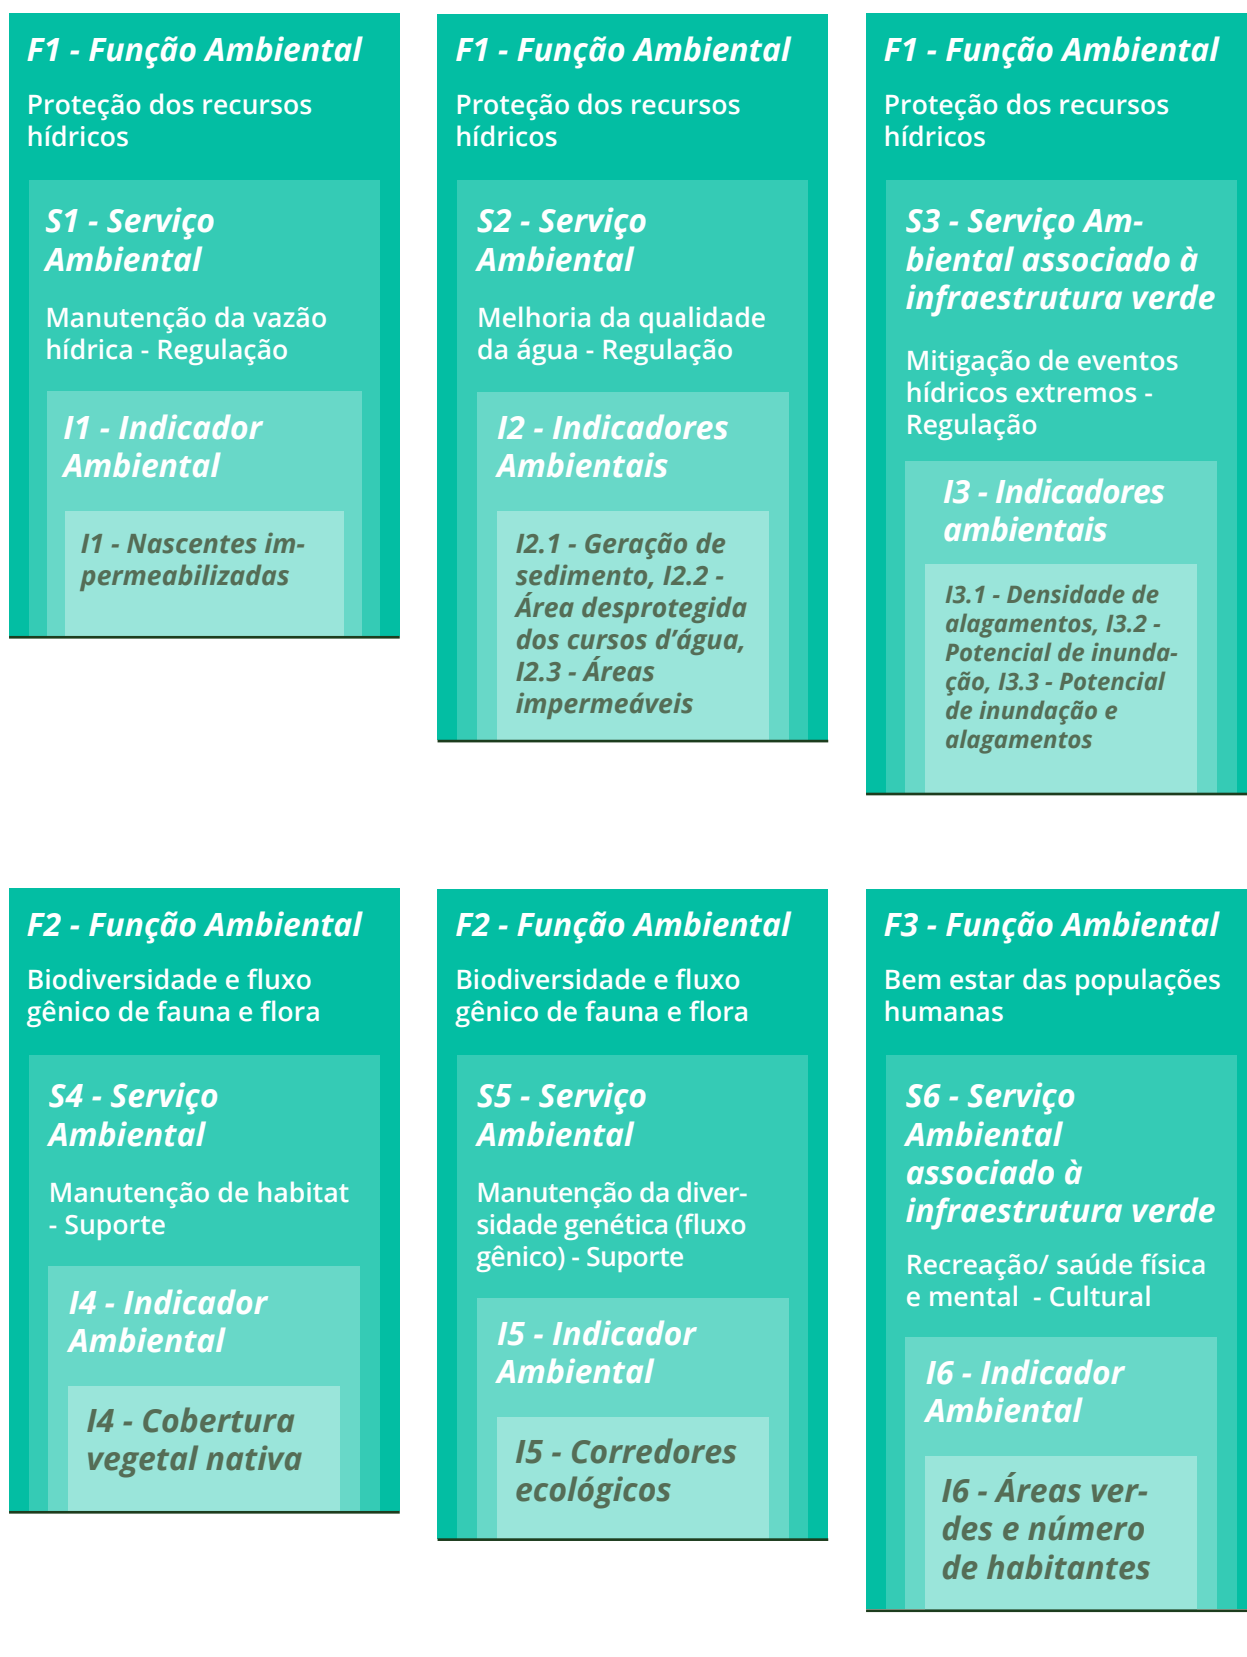 F1 - Função Ambiental
Proteção dos recursos
hídricos
S1 - Serviço
Ambiental
Manutenção da vazão
hídrica - Regulação
I1 - Indicador
Ambiental
I1 - Nascentes im-
permeabilizadas
F1 - Função Ambiental
Proteção dos recursos
hídricos
S2 - Serviço
Ambiental
Melhoria da qualidade
da água - Regulação
I2 - Indicadores
Ambientais
I2.1 - Geração de
sedimento, I2.2 -
Área desprotegida
dos cursos d’água,
I2.3 - Áreas
impermeáveis
F1 - Função Ambiental
Proteção dos recursos
hídricos
S3 - Serviço Am-
biental associado à
infraestrutura verde
Mitigação de eventos
hídricos extremos -
Regulação
I3 - Indicadores
ambientais
I3.1 - Densidade de
alagamentos, I3.2 -
Potencial de inunda-
ção, I3.3 - Potencial
de inundação e
alagamentos
F2 - Função Ambiental
Biodiversidade e fluxo
gênico de fauna e flora
S4 - Serviço
Ambiental
Manutenção de habitat
- Suporte
I4 - Indicador
Ambiental
I4 - Cobertura
vegetal nativa
F2 - Função Ambiental
Biodiversidade e fluxo
gênico de fauna e flora
S5 - Serviço
Ambiental
Manutenção da diver-
sidade genética (fluxo
gênico) - Suporte
I5 - Indicador
Ambiental
I5 - Corredores
ecológicos
F3 - Função Ambiental
Bem estar das populações
humanas
S6 - Serviço
Ambiental
associado à
infraestrutura verde
Recreação/ saúde física
e mental  - Cultural
I6 - Indicador
Ambiental
I6 - Áreas ver-
des e número
de habitantes